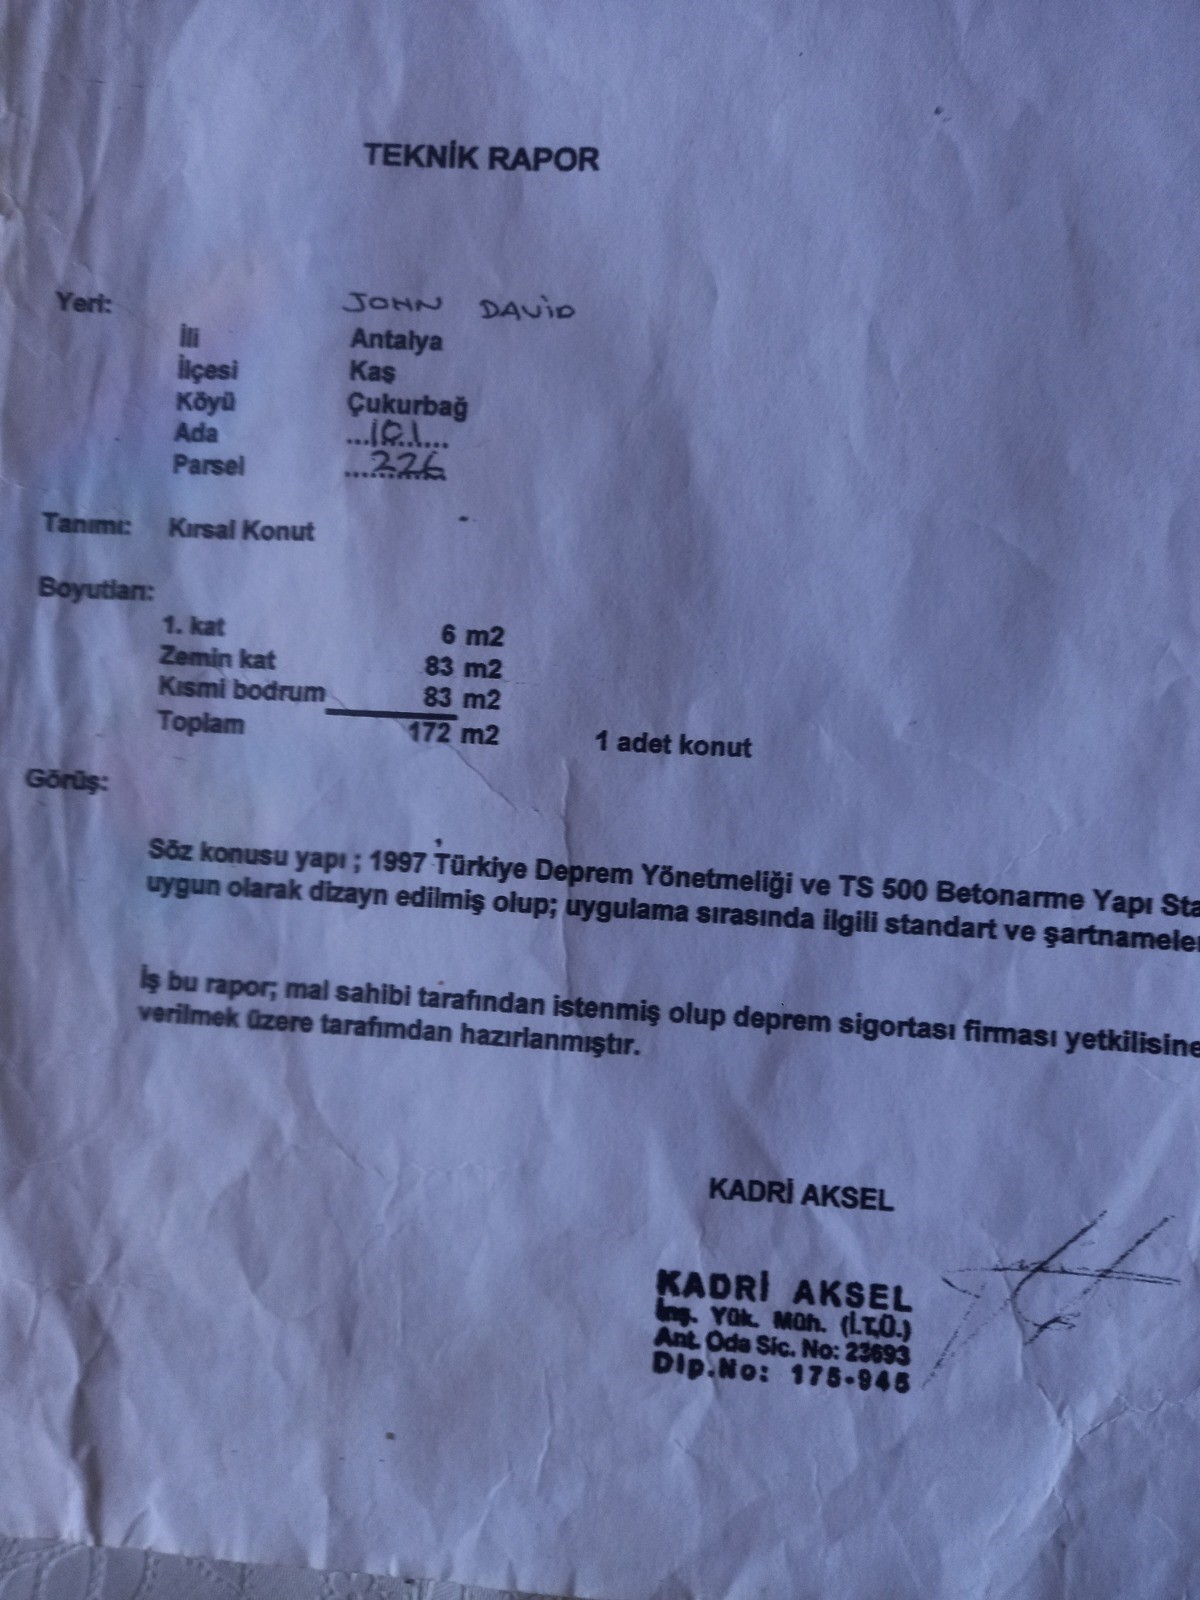 TEKNİK RAPOR
Yeri: JOHN DAVİD
İli Antalya
İlçesi Kaş
Köyü Çukurbağ
Ada ...101...
Parsel ...226
Tanımı: Kırsal Konut
Boyutları:
1. kat 6 m2
Zemin kat 83 m2
Kısmi bodrum 83 m2
Toplam 172 m2 1 adet konut
Görüş:
Söz konusu yapı ; 1997 Türkiye Deprem Yönetmeliği ve TS 500 Betonarme Yapı Sta
uygun olarak dizayn edilmiş olup; uygulama sırasında ilgili standart ve şartnameler
İş bu rapor; mal sahibi tarafından istenmiş olup deprem sigortası firması yetkilisine
verilmek üzere tarafımdan hazırlanmıştır.
KADRİ AKSEL
KADRİ AKSEL
İnş. Yük. Müh. (İ.T.Ü.)
Ant. Oda Sic. No: 23693
Dip.No: 175-945